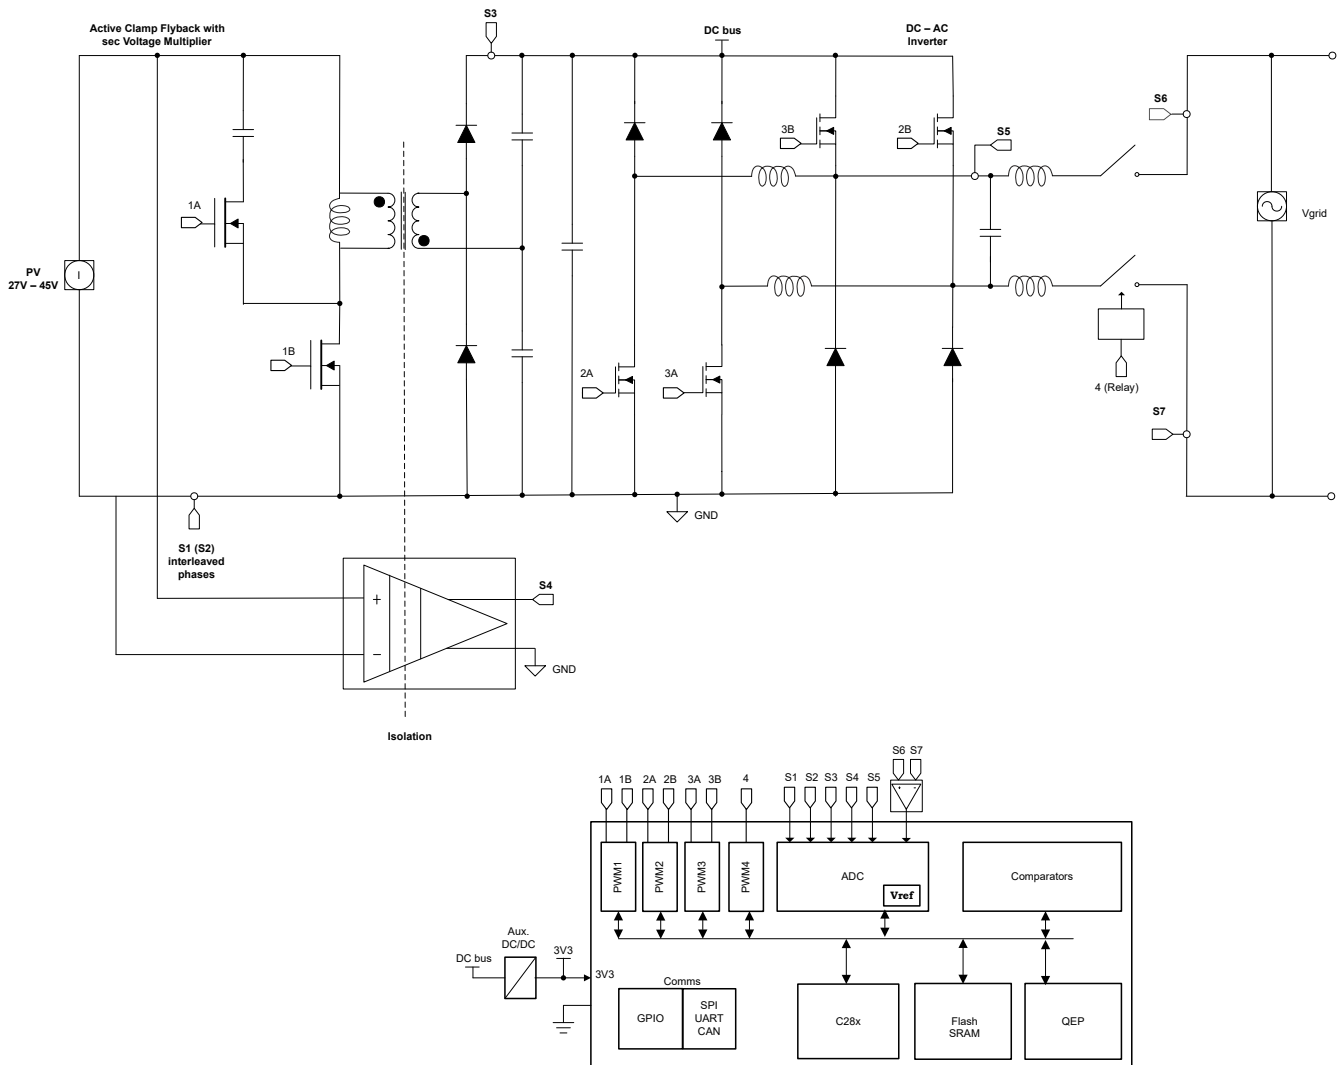 Active Clamp Flyback with
sec Voltage Multiplier
S3
DC bus
DC – AC
Inverter
S6
3B
2B
S5
1A
Vgrid
PV
27V – 45V
I
1B
2A
3A
4 (Relay)
S7
GND
S1 (S2)
interleaved
phases
S4
+
−
GND
Isolation
S6 S7
1A 1B 2A 2B 3A 3B 4 S1 S2 S3 S4 S5
+ -
PWM1
PWM2
PWM3
PWM4
ADC
Vref
Comparators
Aux.
DC/DC
DC bus
3V3
3V3
Comms
GPIO
SPI
UART
CAN
C28x
Flash
SRAM
QEP